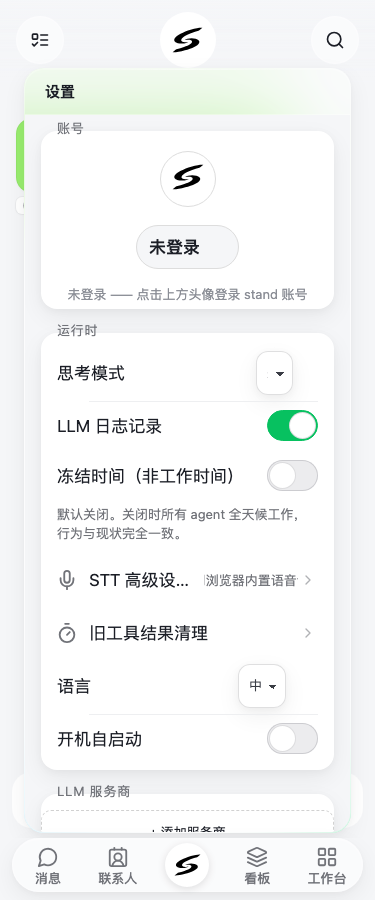 设置
账号
未登录
未登录 —— 点击上方头像登录 stand 账号
运行时
思考模式
LLM 日志记录
冻结时间（非工作时间）
默认关闭。关闭时所有 agent 全天候工作，
行为与现状完全一致。
STT 高级设... 浏览器内置语音
旧工具结果清理
语言 中
开机自启动
LLM 服务商
+ 添加服务商
消息 联系人 看板 工作台